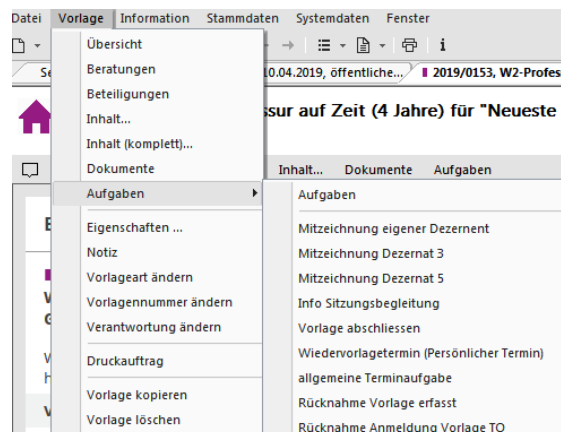 Datei Vorlage Information Stammdaten Systemdaten Fenster
Übersicht
Beratungen
Se 10.04.2019, öffentliche... 2019/0153, W2-Profes
Beteiligungen
Inhalt...
ssur auf Zeit (4 Jahre) für "Neueste
Inhalt (komplett)...
Dokumente
Inhalt... Dokumente Aufgaben
Aufgaben
Aufgaben
Eigenschaften ...
Mitzeichnung eigener Dezernent
Notiz
Mitzeichnung Dezernat 3
Vorlageart ändern
Mitzeichnung Dezernat 5
Vorlagennummer ändern
Info Sitzungsbegleitung
Verantwortung ändern
Vorlage abschliessen
Druckauftrag
Wiedervorlagetermin (Persönlicher Termin)
allgemeine Terminaufgabe
Vorlage kopieren
Rücknahme Vorlage erfasst
Vorlage löschen
Rücknahme Anmeldung Vorlage TO